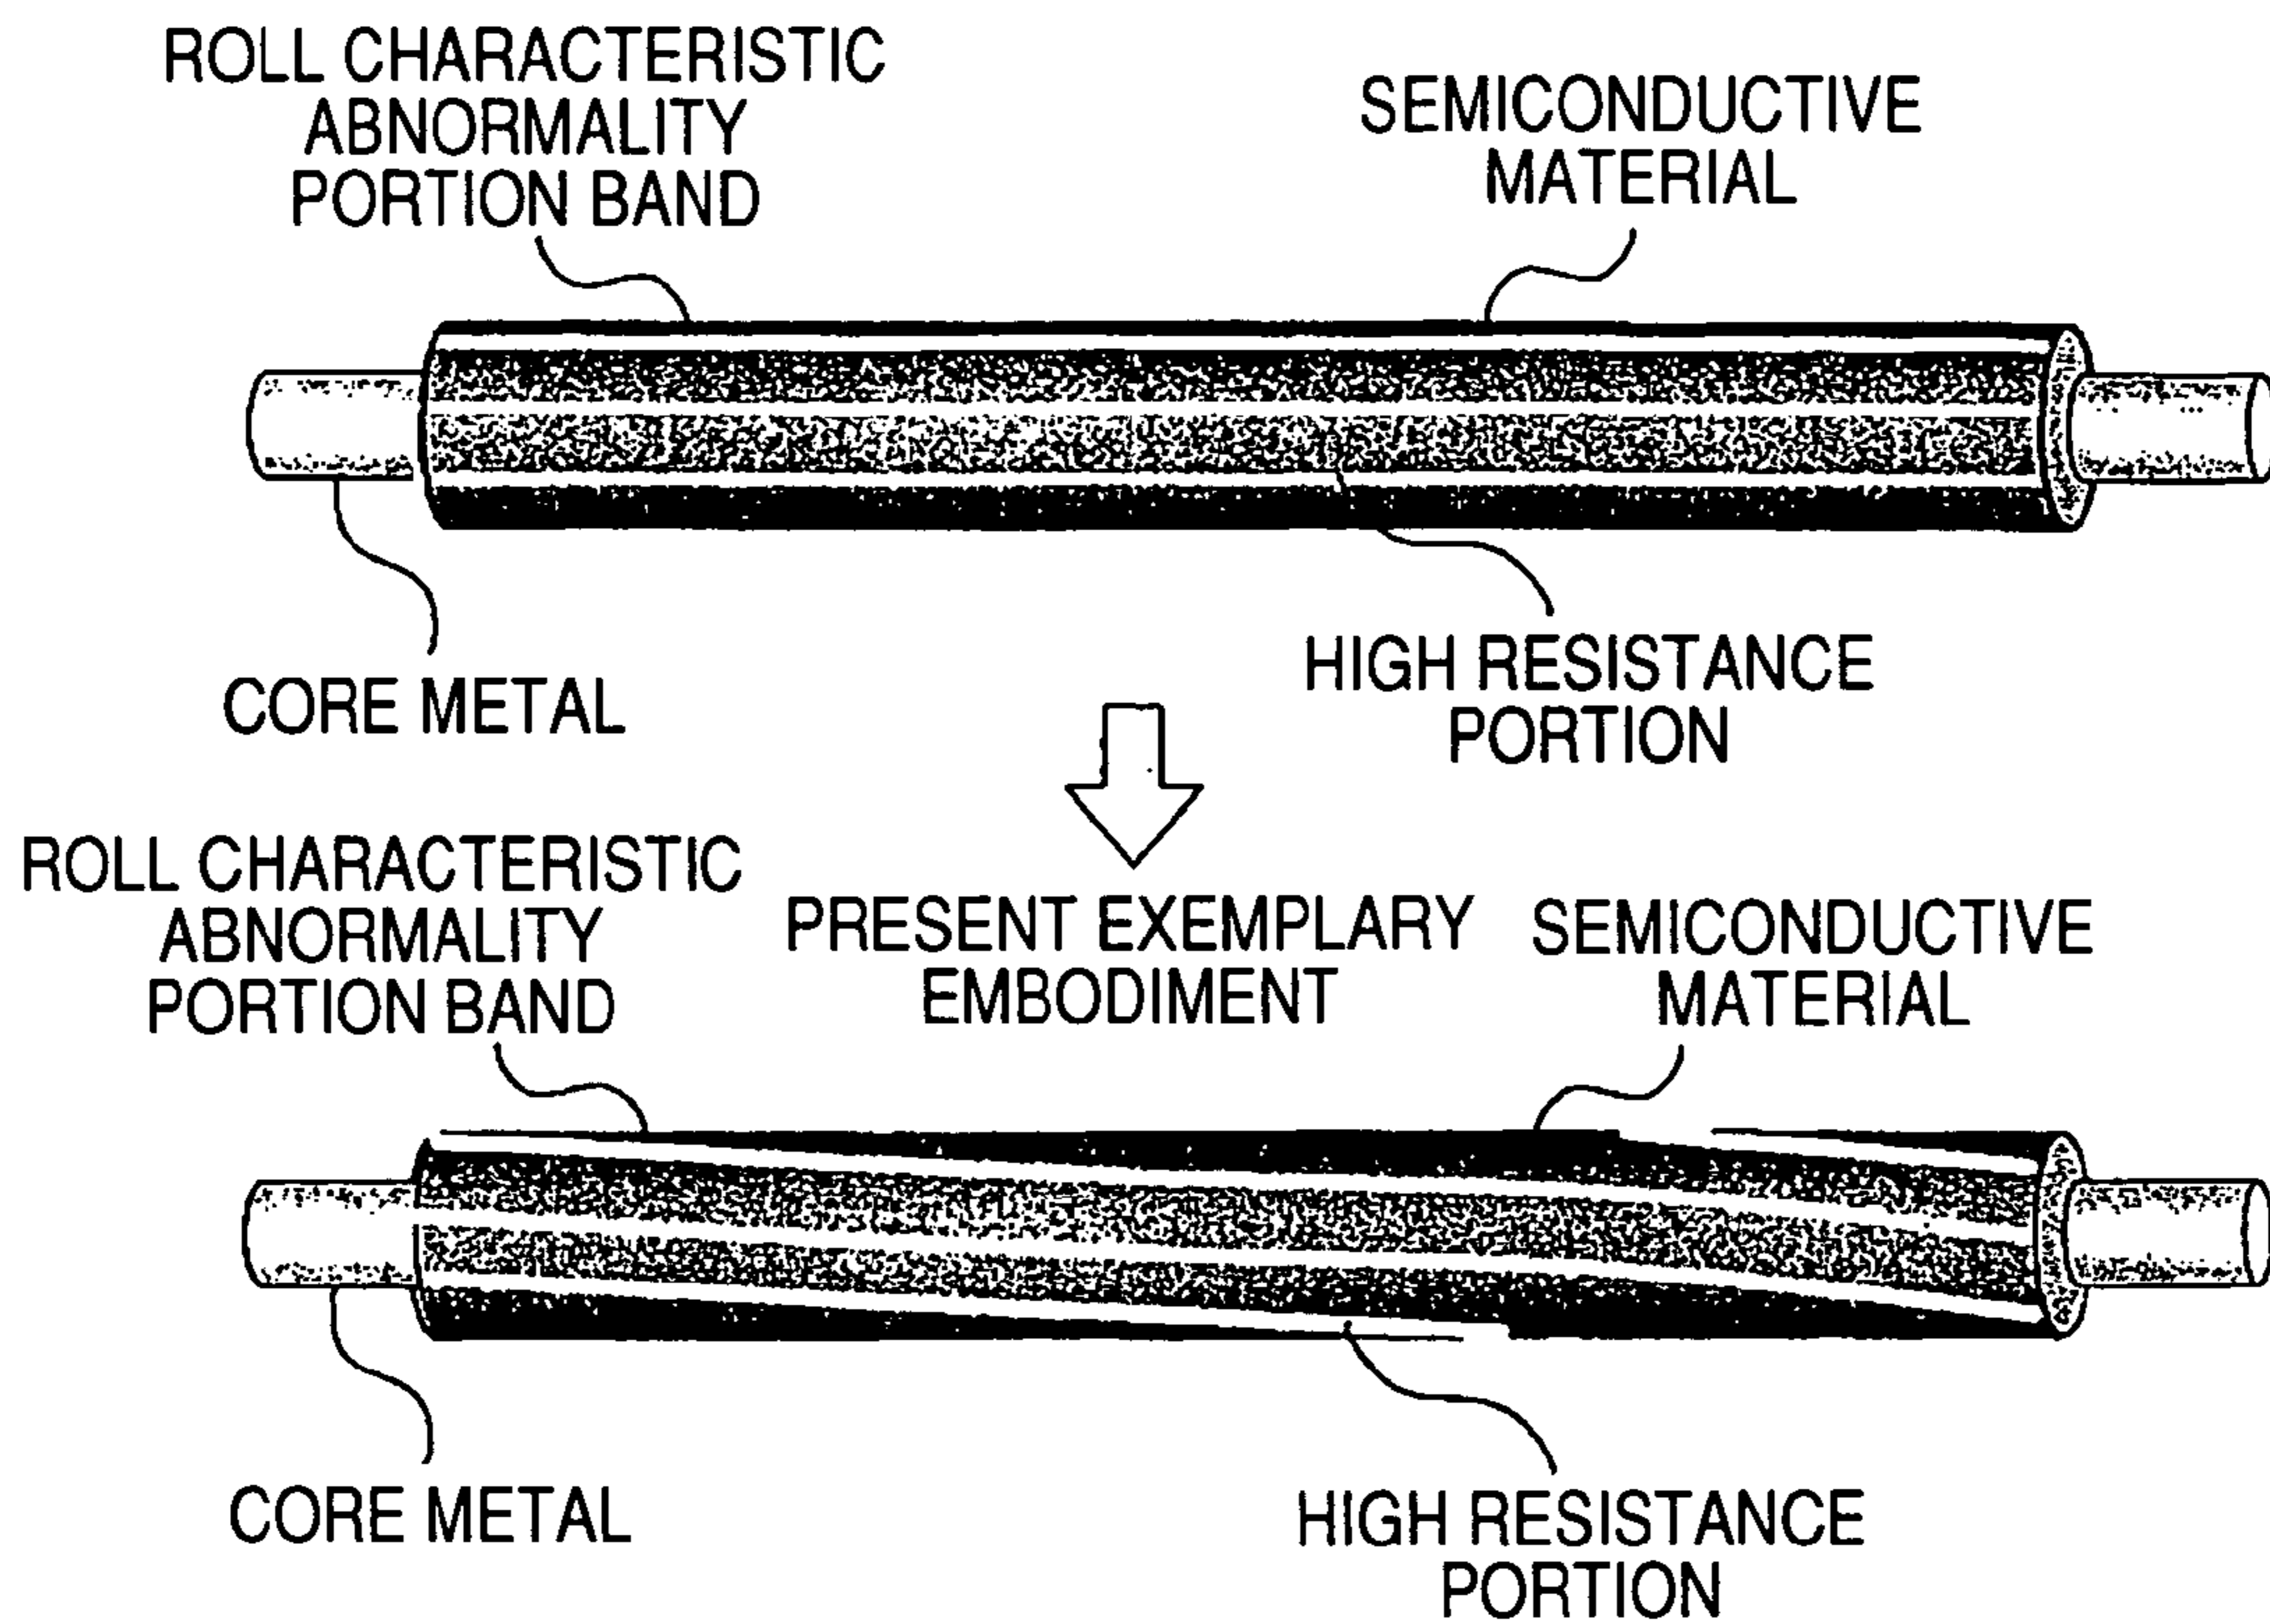 ROLL CHARACTERISTIC
ABNORMALITY
PORTION BAND
SEMICONDUCTIVE
MATERIAL
CORE METAL
HIGH RESISTANCE
PORTION
ROLL CHARACTERISTIC
ABNORMALITY
PORTION BAND
PRESENT EXEMPLARY
EMBODIMENT
SEMICONDUCTIVE
MATERIAL
CORE METAL
HIGH RESISTANCE
PORTION